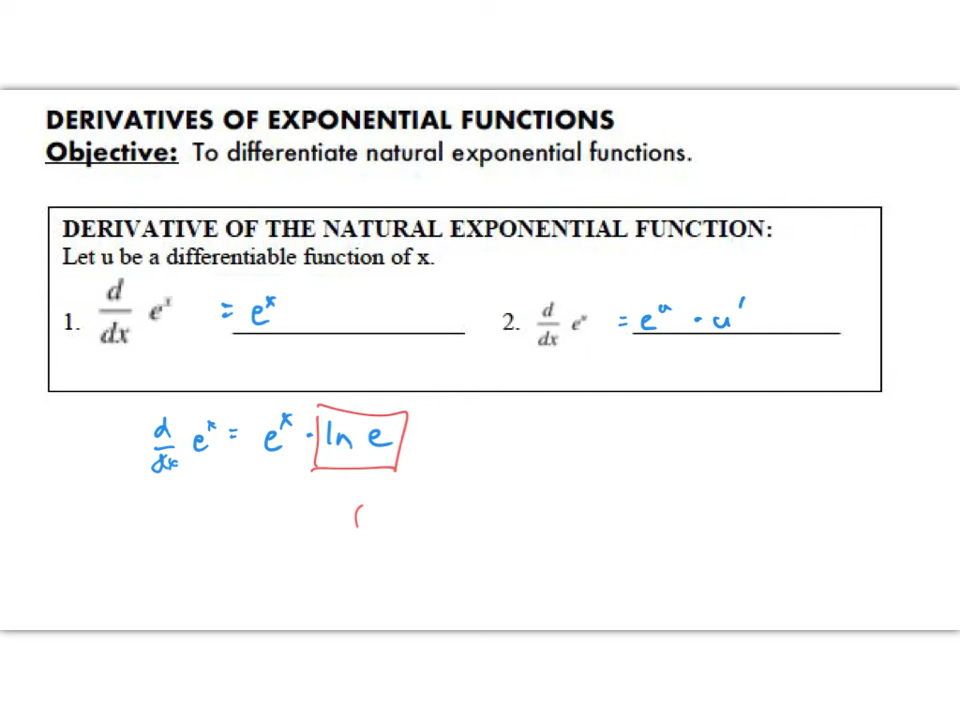 DERIVATIVES OF EXPONENTIAL FUNCTIONS
Objective: To differentiate natural exponential functions.
DERIVATIVE OF THE NATURAL EXPONENTIAL FUNCTION:
Let u be a differentiable function of x.
1. d/dx e^x = e^x
2. d/dx e^u = e^u · u'
d/dx e^x = e^x · ln e
(